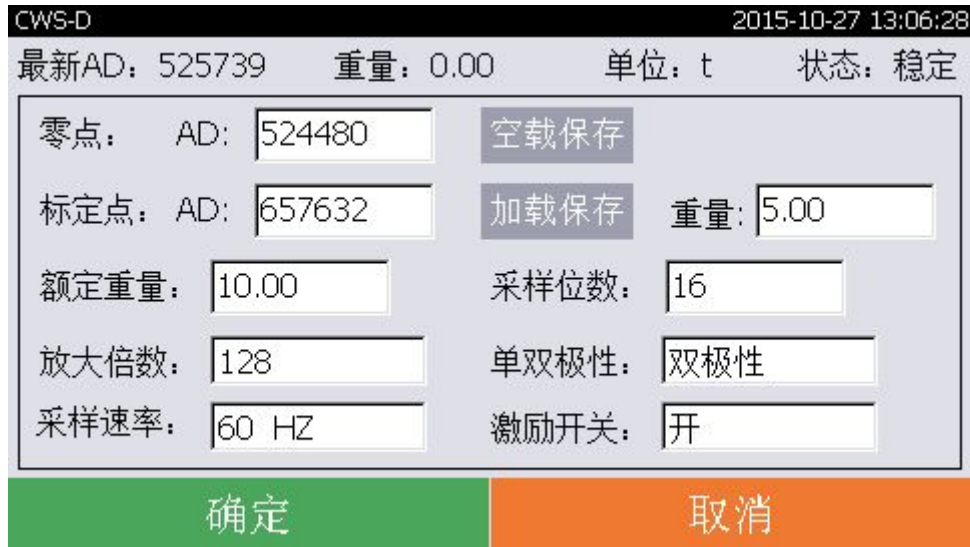 CWS-D 2015-10-27 13:06:28
最新AD：525739 重量：0.00 单位：t 状态：稳定
零点： AD: 524480 空载保存
标定点：AD: 657632 加载保存 重量: 5.00
额定重量：10.00 采样位数：16
放大倍数：128 单双极性：双极性
采样速率：60 HZ 激励开关：开
确定 取消